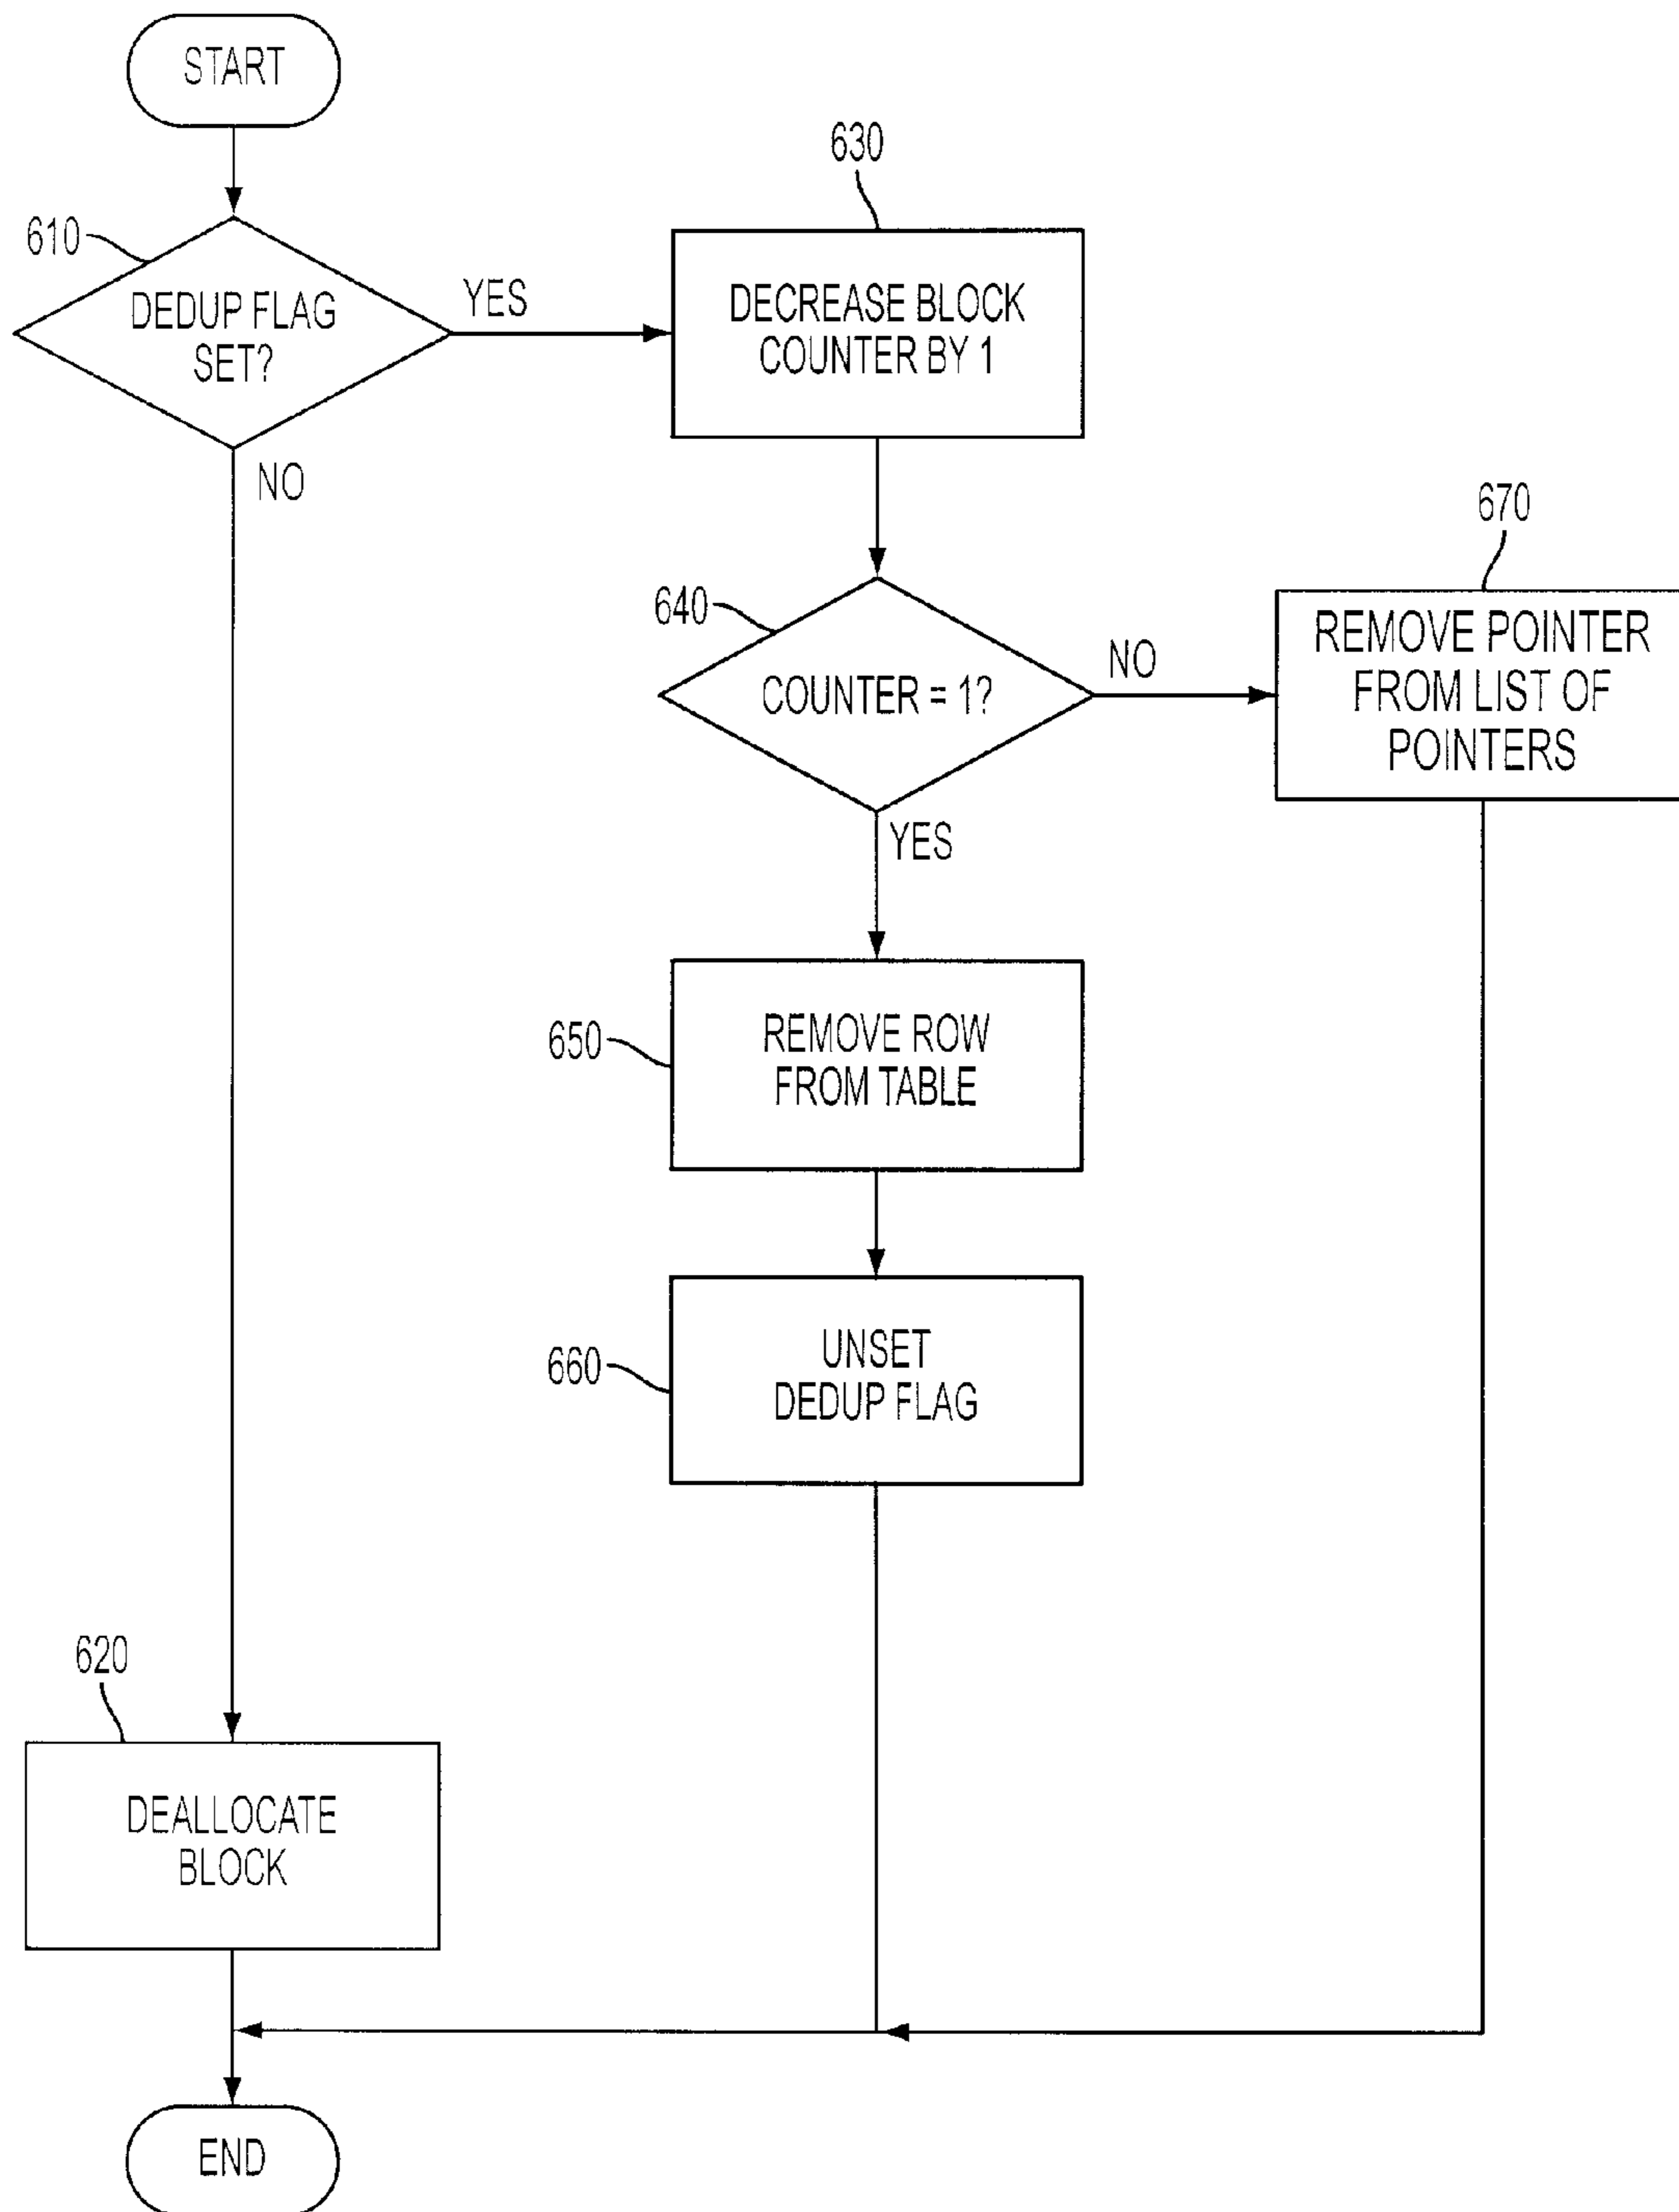 START
610
DEDUP FLAG
SET?
YES
NO
630
DECREASE BLOCK
COUNTER BY 1
640
COUNTER = 1?
NO
YES
670
REMOVE POINTER
FROM LIST OF
POINTERS
650
REMOVE ROW
FROM TABLE
660
UNSET
DEDUP FLAG
620
DEALLOCATE
BLOCK
END